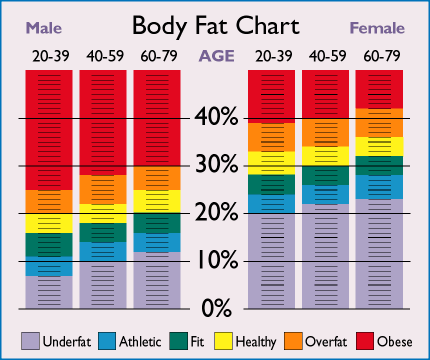 Body Fat Chart
Male
Female
20-39 40-59 60-79 AGE 20-39 40-59 60-79
40%
30%
20%
10%
0%
Underfat Athletic Fit Healthy Overfat Obese